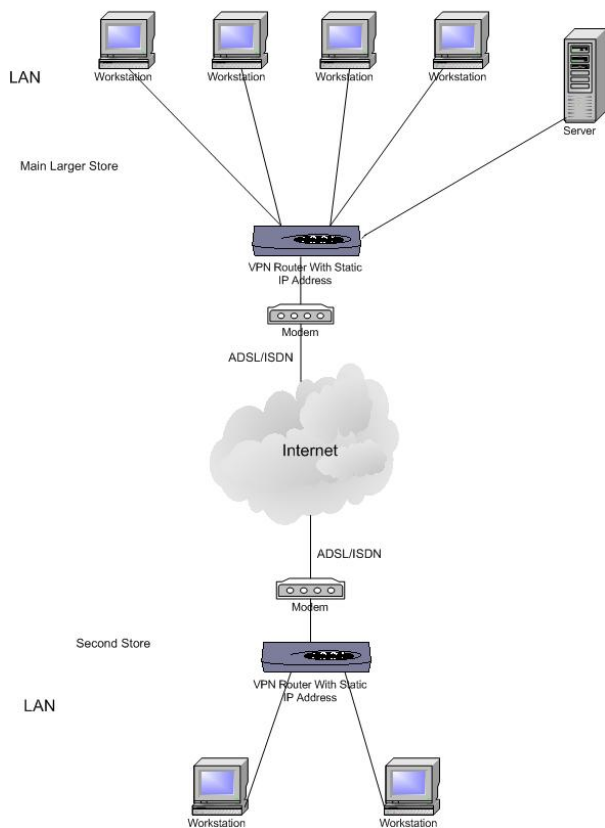 Workstation
Workstation
Workstation
Workstation
LAN
Server
Main Larger Store
VPN Router With Static
IP Address
Modem
ADSL/ISDN
Internet
ADSL/ISDN
Modem
Second Store
VPN Router With Static
IP Address
LAN
Workstation
Workstation